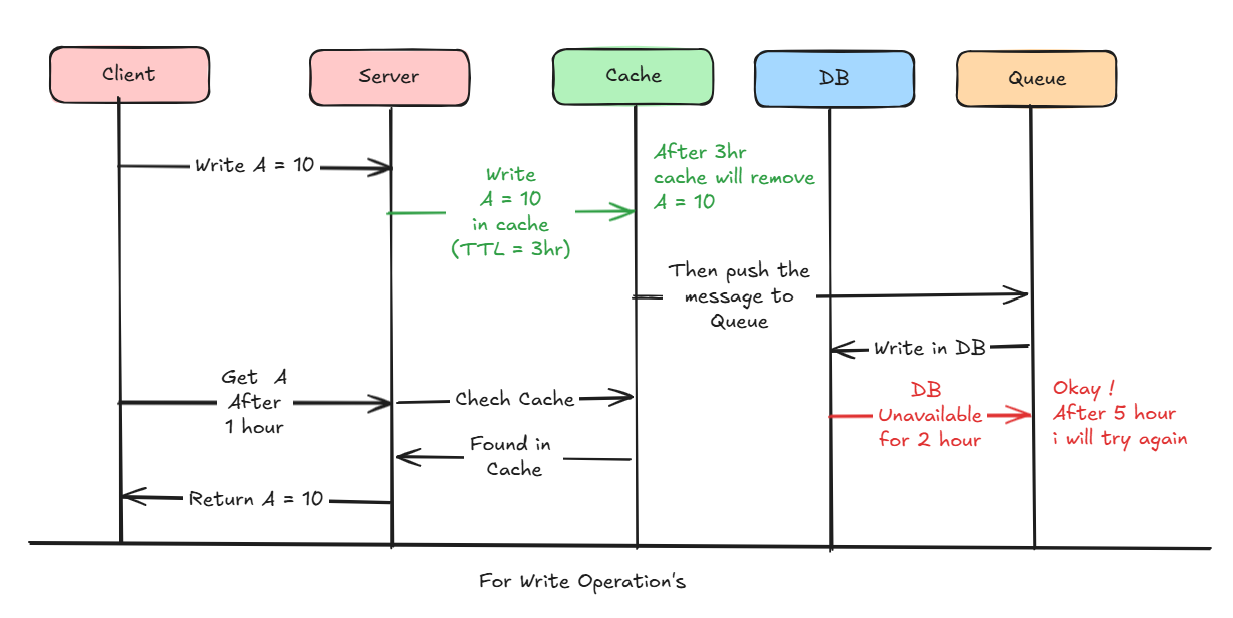 Client
Server
Cache
DB
Queue
Write A = 10
Write
A = 10
in cache
(TTL = 3hr)
After 3hr
cache will remove
A = 10
Then push the
message to
Queue
Write in DB
Get A
After
1 hour
Chech Cache
DB
Unavailable
for 2 hour
Okay !
After 5 hour
i will try again
Found in
Cache
Return A = 10
For Write Operation's